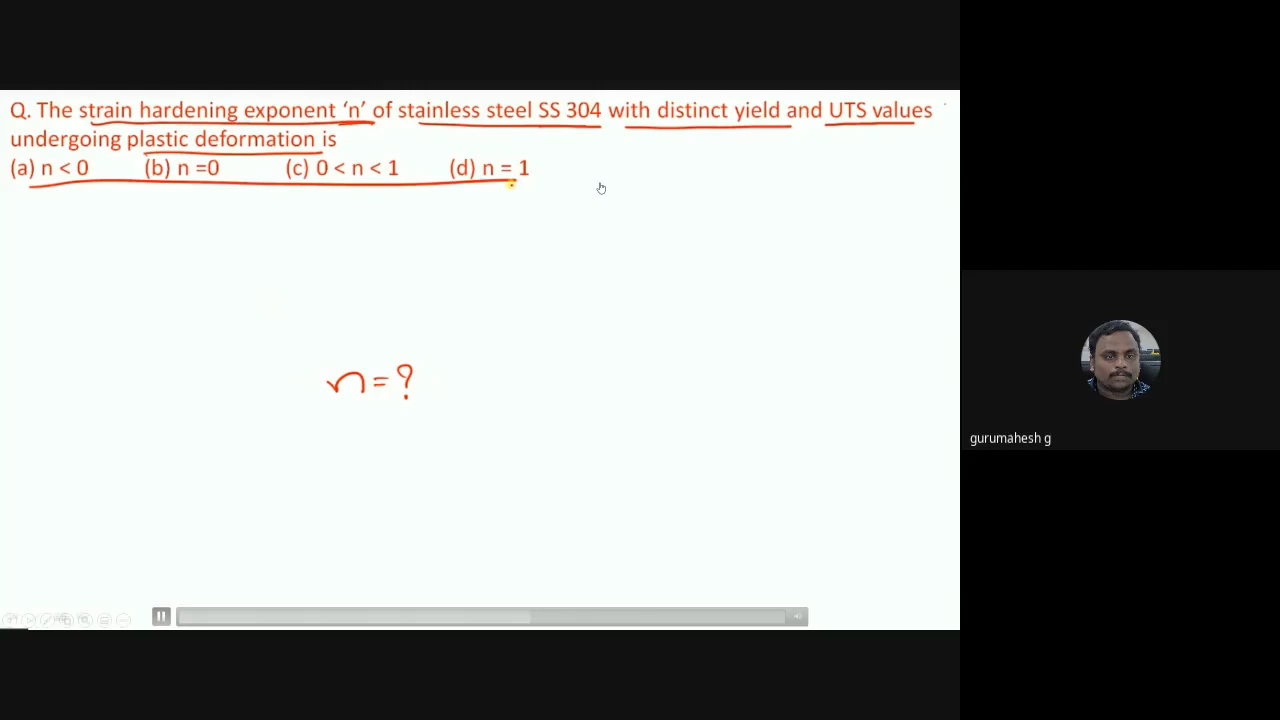 Q. The strain hardening exponent ‘n’ of stainless steel SS 304 with distinct yield and UTS values
undergoing plastic deformation is
(a) n < 0 (b) n =0 (c) 0 < n < 1 (d) n = 1
n = ?
gurumahesh g